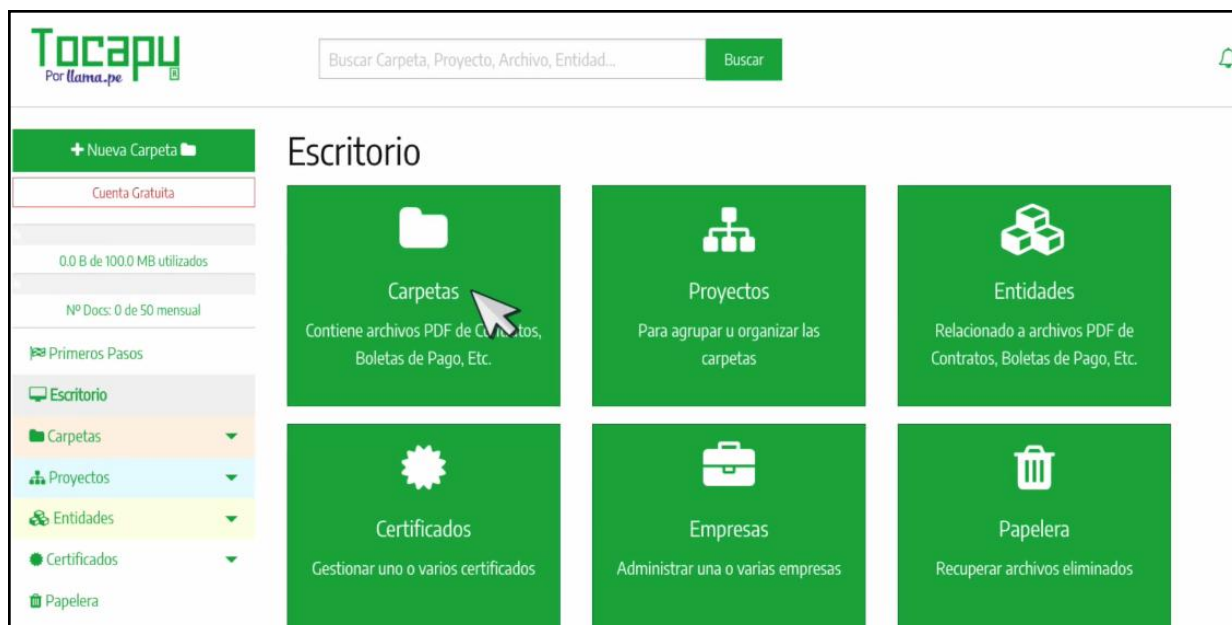 Tocapu
Por llama.pe
R
Buscar Carpeta, Proyecto, Archivo, Entidad...
Buscar
Nueva Carpeta
Cuenta Gratuita
0.0 B de 100.0 MB utilizados
Nº Docs: 0 de 50 mensual
Primeros Pasos
Escritorio
Carpetas
Proyectos
Entidades
Certificados
Papelera
Escritorio
Carpetas
Contiene archivos PDF de
Boletas de Pago, Etc.
Proyectos
Para agrupar u organizar las
carpetas
Entidades
Relacionado a archivos PDF de
Contratos, Boletas de Pago, Etc.
Certificados
Gestionar uno o varios certificados
Empresas
Administrar una o varias empresas
Papelera
Recuperar archivos eliminados